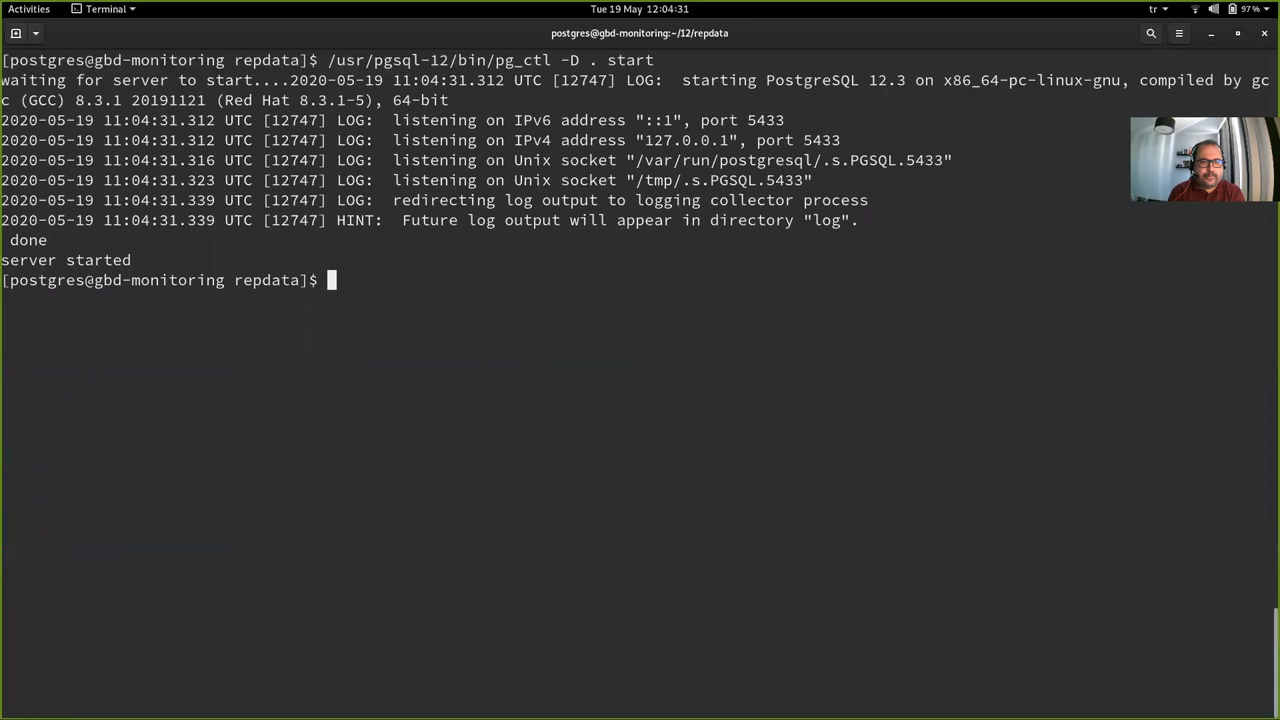 Activities
Terminal
Tue 19 May 12:04:31
tr
97%
postgres@gbd-monitoring:~/12/repdata
[postgres@gbd-monitoring repdata]$ /usr/pgsql-12/bin/pg_ctl -D . start
waiting for server to start....2020-05-19 11:04:31.312 UTC [12747] LOG:  starting PostgreSQL 12.3 on x86_64-pc-linux-gnu, compiled by gc
c (GCC) 8.3.1 20191121 (Red Hat 8.3.1-5), 64-bit
2020-05-19 11:04:31.312 UTC [12747] LOG:  listening on IPv6 address "::1", port 5433
2020-05-19 11:04:31.312 UTC [12747] LOG:  listening on IPv4 address "127.0.0.1", port 5433
2020-05-19 11:04:31.316 UTC [12747] LOG:  listening on Unix socket "/var/run/postgresql/.s.PGSQL.5433"
2020-05-19 11:04:31.323 UTC [12747] LOG:  listening on Unix socket "/tmp/.s.PGSQL.5433"
2020-05-19 11:04:31.339 UTC [12747] LOG:  redirecting log output to logging collector process
2020-05-19 11:04:31.339 UTC [12747] HINT:  Future log output will appear in directory "log".
 done
server started
[postgres@gbd-monitoring repdata]$